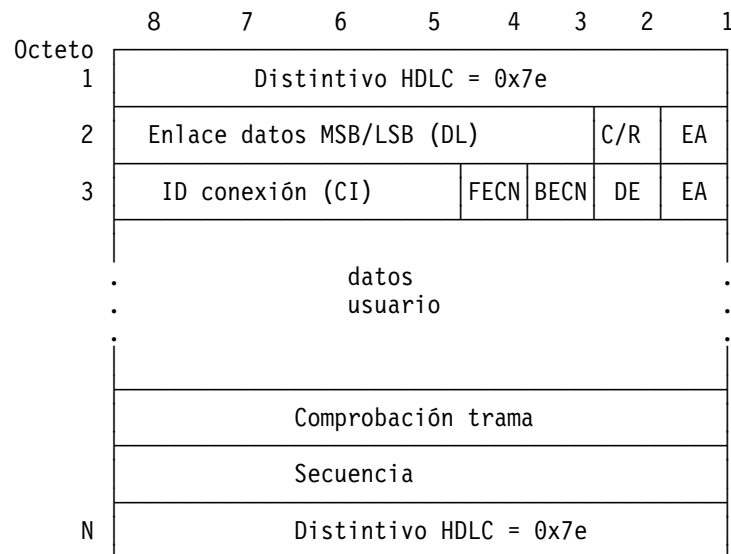 8 7 6 5 4 3 2 1
Octeto
1 Distintivo HDLC = 0x7e
2 Enlace datos MSB/LSB (DL) C/R EA
3 ID conexión (CI) FECN BECN DE EA
. datos .
. usuario .
. .
Comprobación trama
Secuencia
N Distintivo HDLC = 0x7e